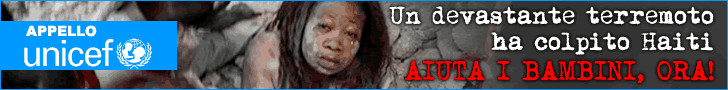 APPELLO
unicef
Un devastante terremoto
ha colpito Haiti
AIUTA I BAMBINI, ORA!